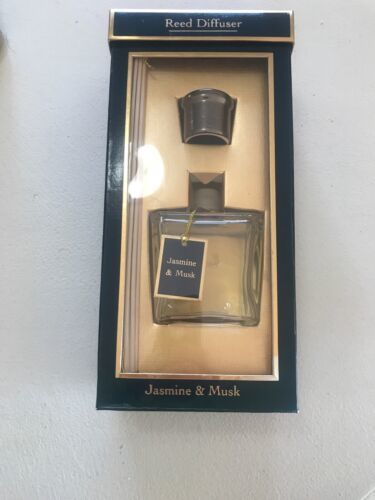 Reed Diffuser
Jasmine
& Musk
Jasmine & Musk